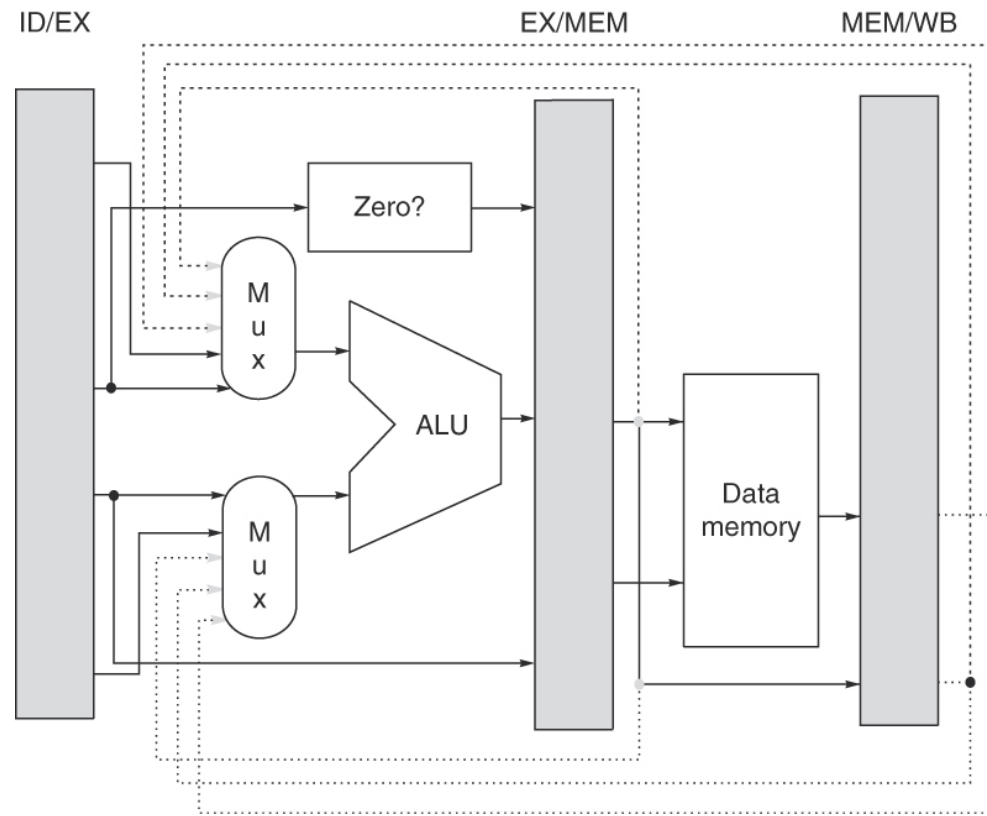 ID/EX
EX/MEM
MEM/WB
Zero?
M
u
x
ALU
M
u
x
Data
memory